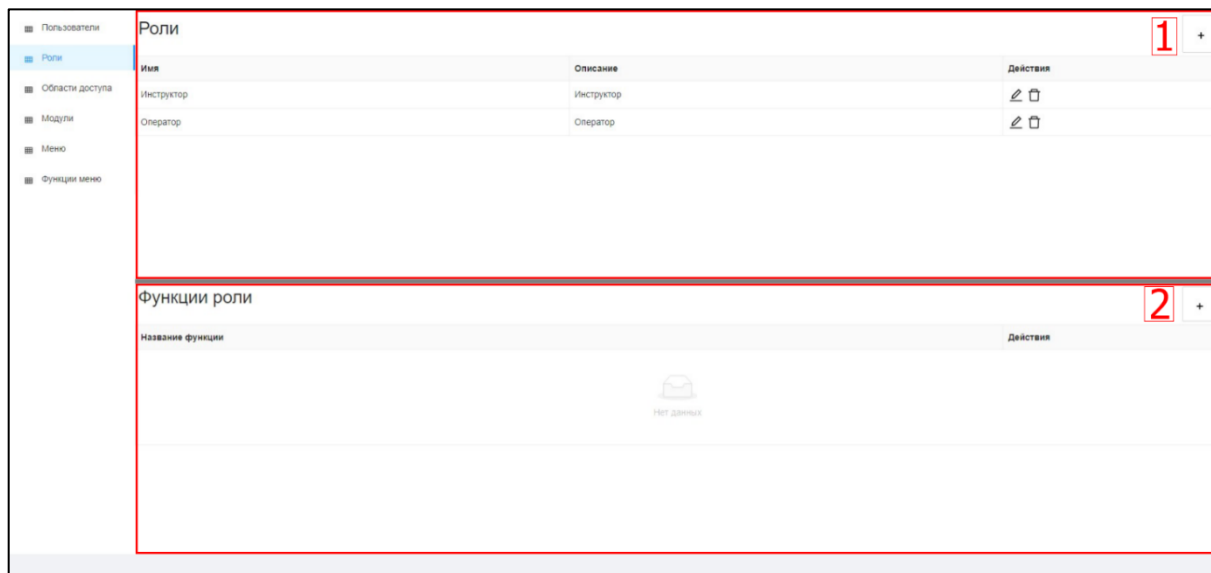 Пользователи
Роли
Области доступа
Модули
Меню
Функции меню
Роли
1
+
Имя Описание Действия
Инструктор Инструктор
Оператор Оператор
Функции роли
2
+
Название функции Действия
Нет данных